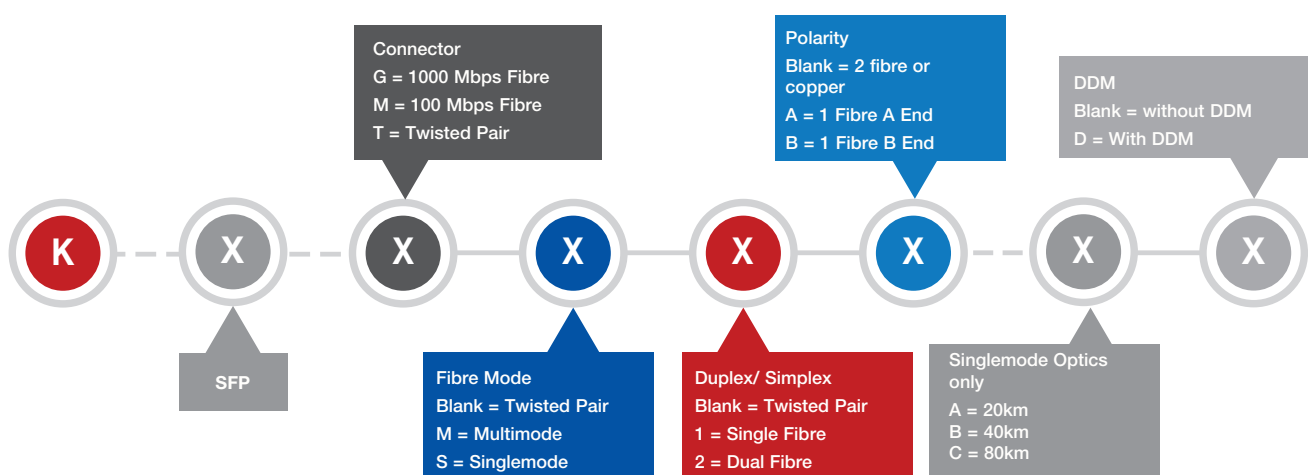 Connector
G = 1000 Mbps Fibre
M = 100 Mbps Fibre
T = Twisted Pair
Polarity
Blank = 2 fibre or
copper
A = 1 Fibre A End
B = 1 Fibre B End
DDM
Blank = without DDM
D = With DDM
K
X
X
X
X
X
X
X
SFP
Fibre Mode
Blank = Twisted Pair
M = Multimode
S = Singlemode
Duplex/ Simplex
Blank = Twisted Pair
1 = Single Fibre
2 = Dual Fibre
Singlemode Optics
only
A = 20km
B = 40km
C = 80km